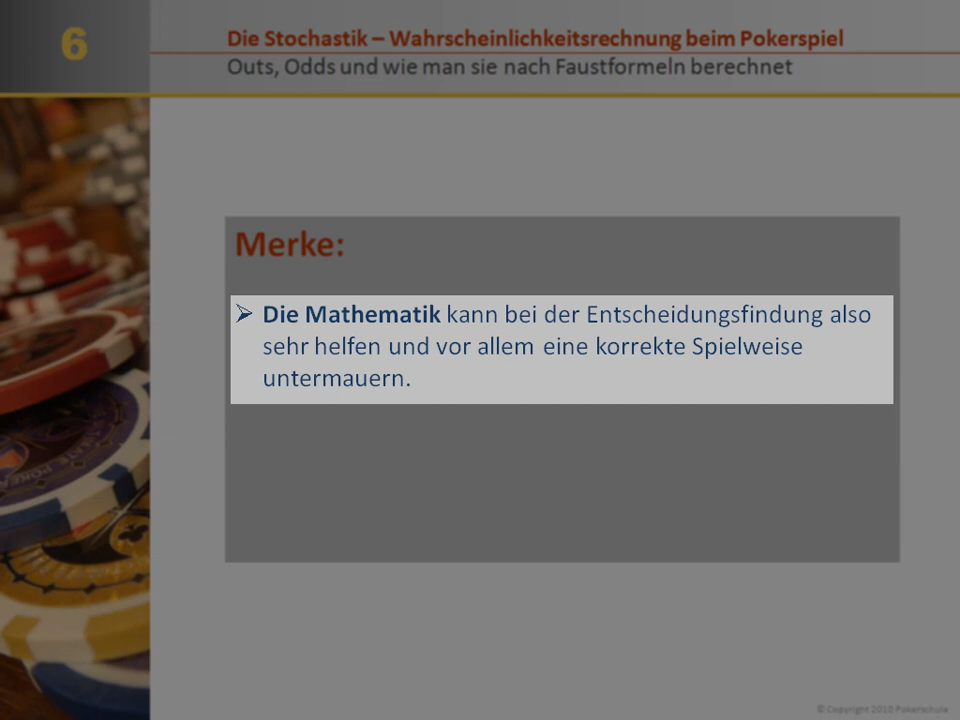 6
Die Stochastik – Wahrscheinlichkeitsrechnung beim Pokerspiel
Outs, Odds und wie man sie nach Faustformeln berechnet
Merke:
➢ Die Mathematik kann bei der Entscheidungsfindung also
sehr helfen und vor allem eine korrekte Spielweise
untermauern.
© Copyright 2010 Pokerschule